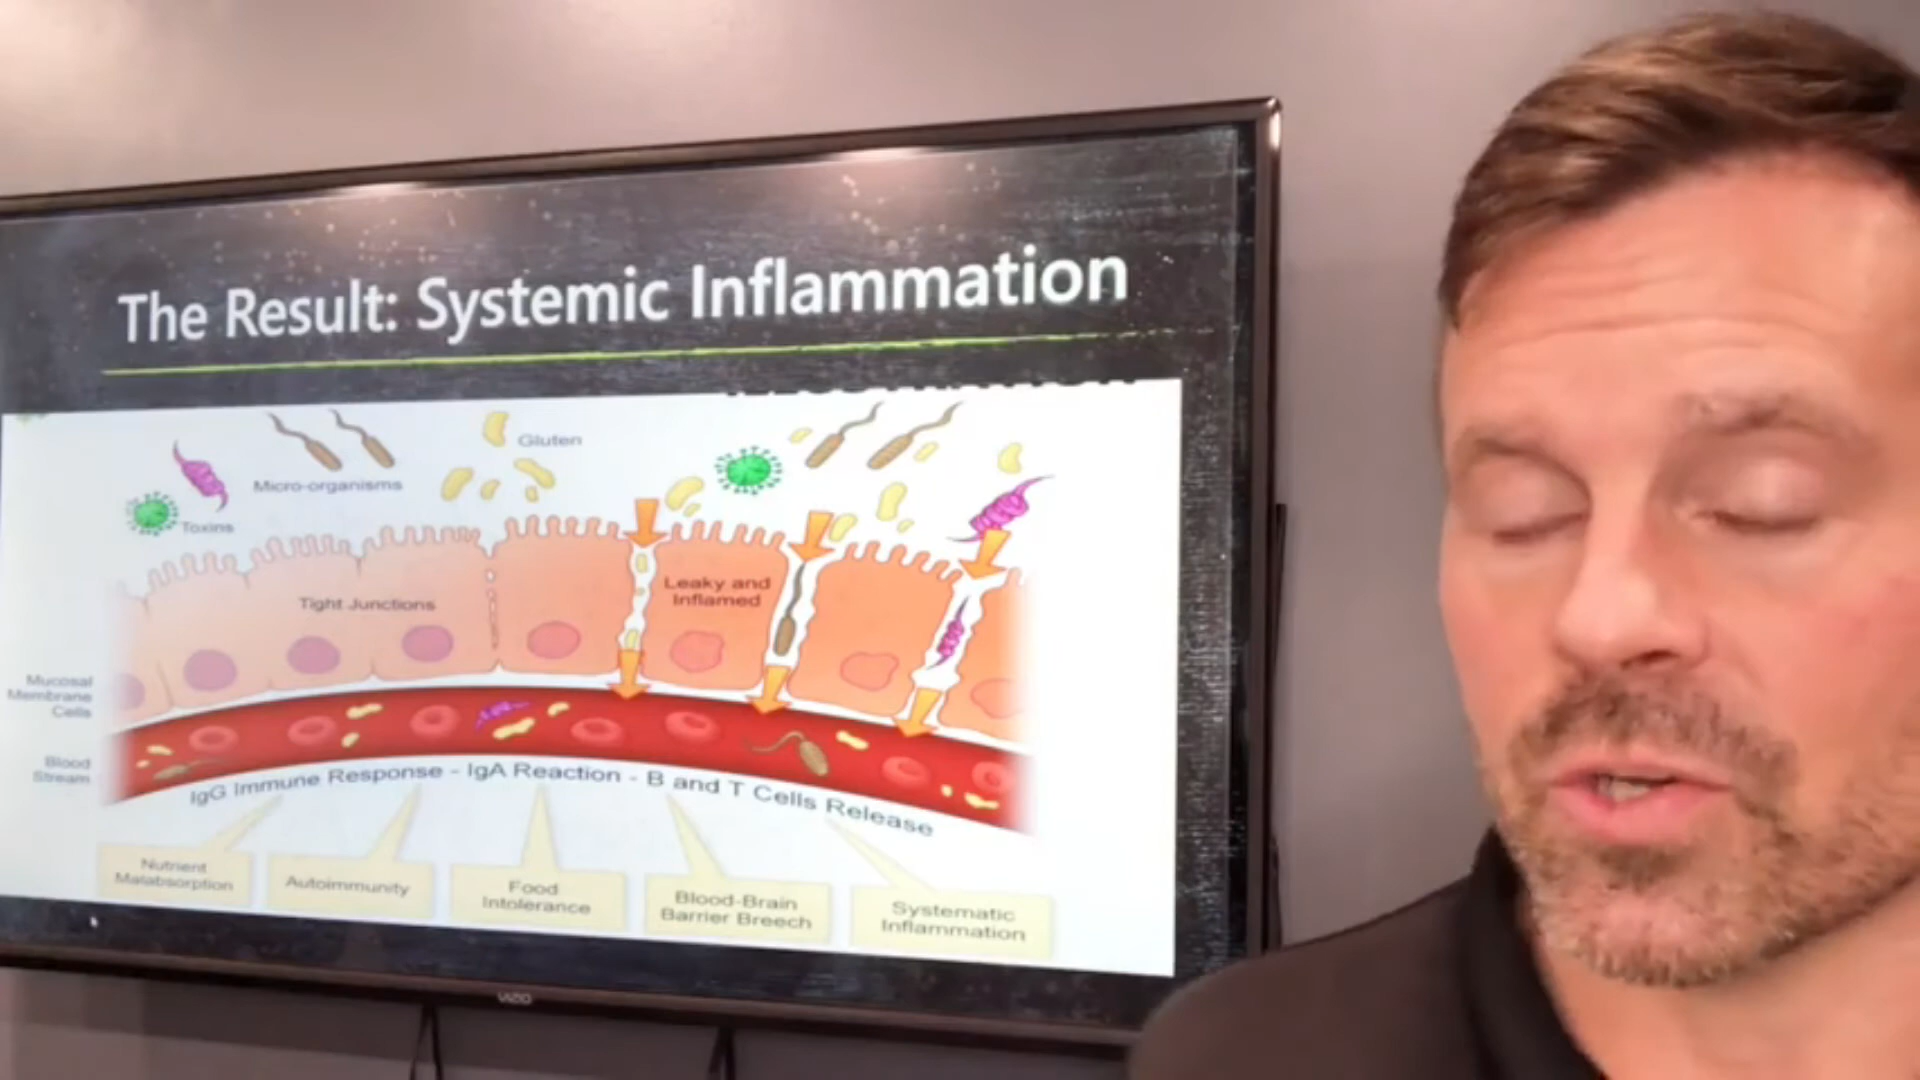 The Result: Systemic Inflammation
Gluten
Micro-organisms
Toxins
Leaky and
Inflamed
Tight Junctions
Mucosal
Membrane
Cells
Blood
Stream
IgG Immune Response - IgA Reaction - B and T Cells Release
Nutrient
Malabsorption
Autoimmunity
Food
Intolerance
Blood-Brain
Barrier Breech
Systematic
Inflammation
VIZIO